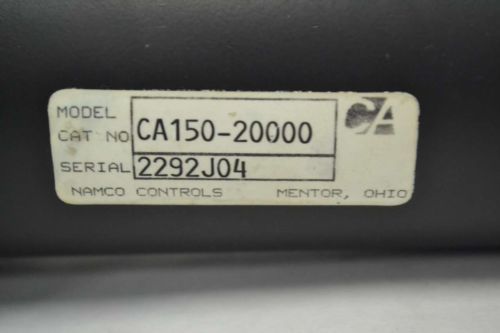 MODEL CA
CAT NO CA150-20000
SERIAL 2292J04
NAMCO CONTROLS MENTOR, OHIO